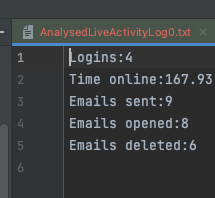 AnalysedLiveActivityLog0.txt
1 Logins:4
2 Time online:167.93
3 Emails sent:9
4 Emails opened:8
5 Emails deleted:6
6